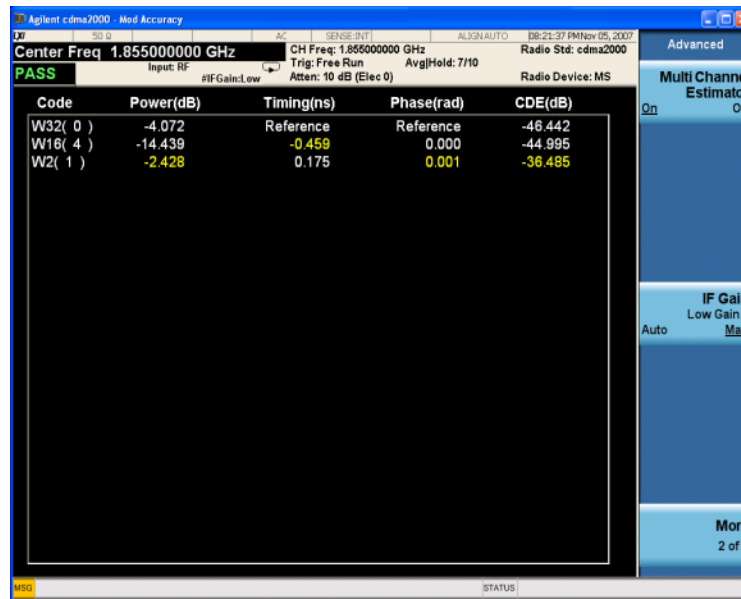 Agilent cdma2000 - Mod Accuracy
50 Ω AC SENSE:INT ALIGN AUTO 08:21:37 PM Nov 05, 2007
Center Freq 1.855000000 GHz CH Freq: 1.855000000 GHz Radio Std: cdma2000
Input: RF Trig: Free Run Avg|Hold: 7/10
PASS #IFGain:Low Atten: 10 dB (Elec 0) Radio Device: MS
Code Power(dB) Timing(ns) Phase(rad) CDE(dB)
W32( 0 ) -4.072 Reference Reference -46.442
W16( 4 ) -14.439 -0.459 0.000 -44.995
W2( 1 ) -2.428 0.175 0.001 -36.485
Advanced
Multi Channe
Estimato
On O
IF Gai
Low Gain
Auto Ma
Mor
2 of
MSG STATUS